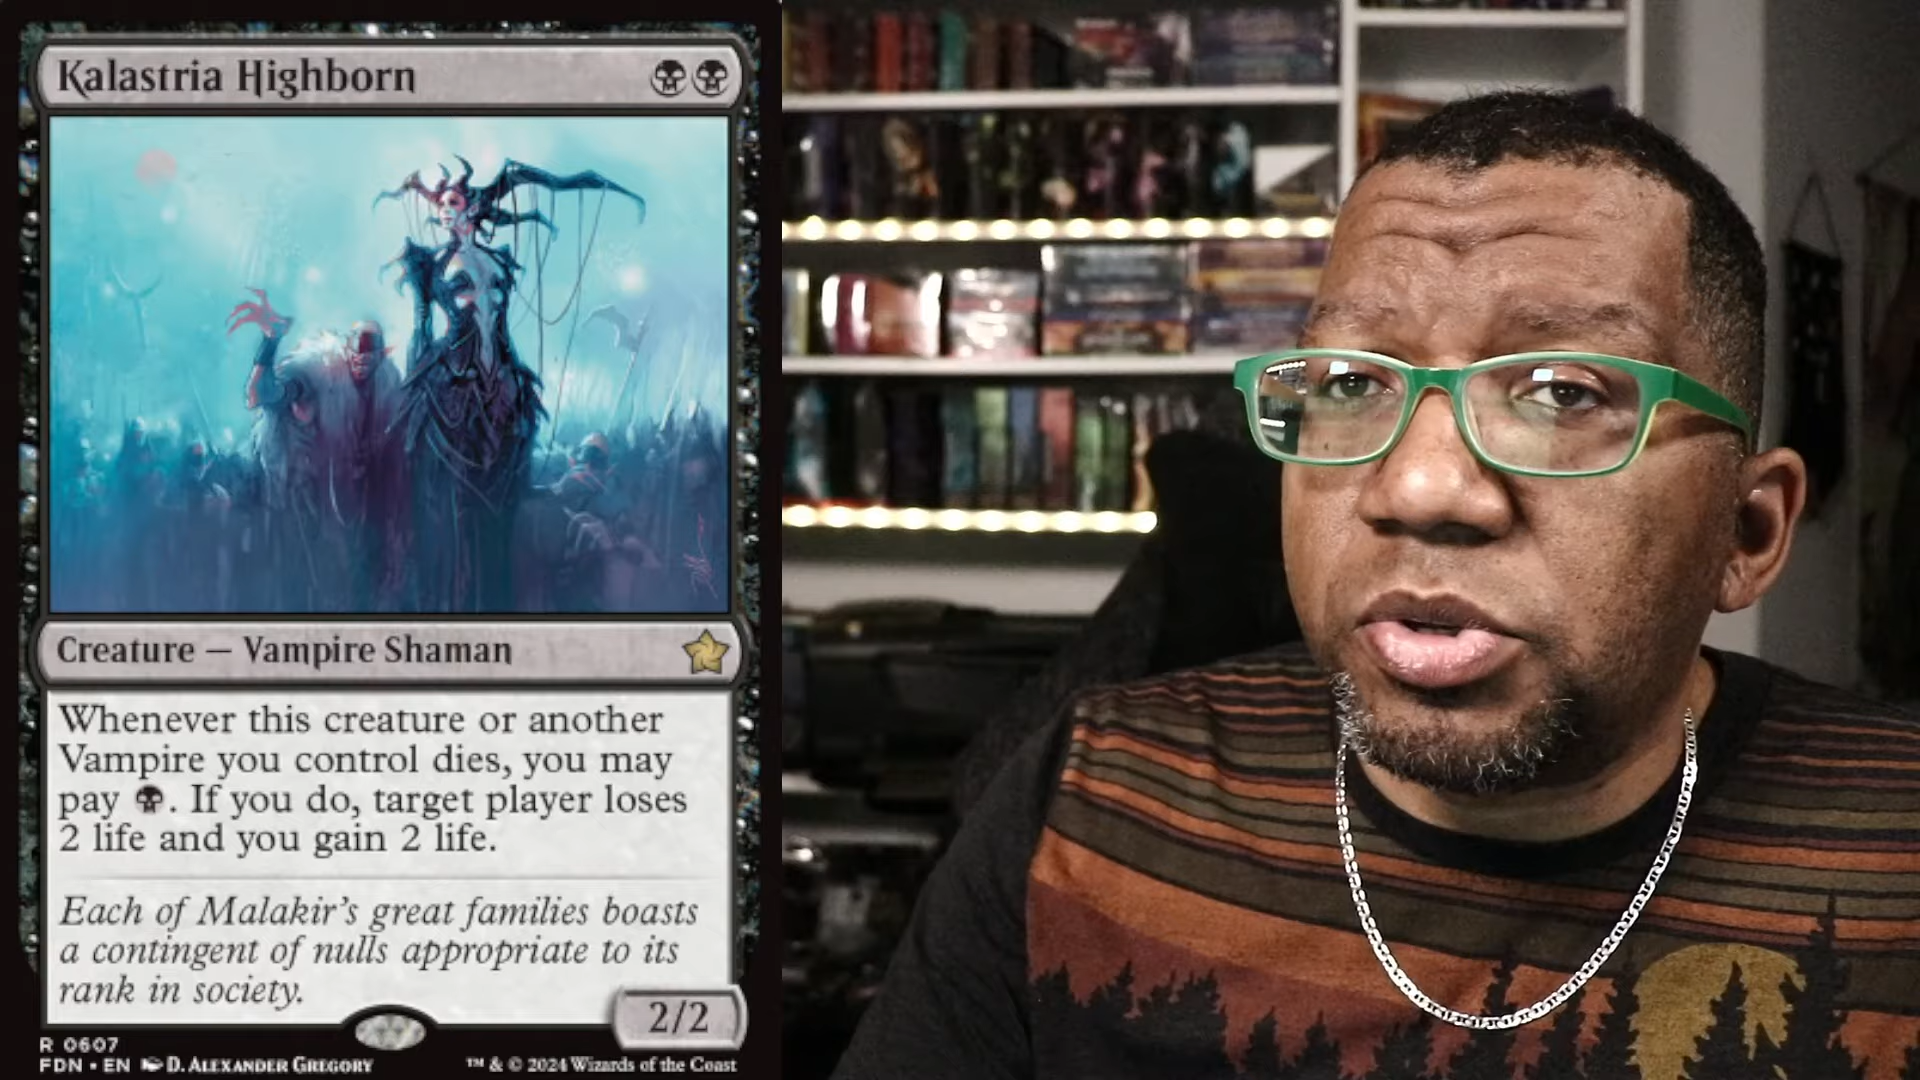 Kalastria Highborn
Creature — Vampire Shaman
Whenever this creature or another
Vampire you control dies, you may
pay . If you do, target player loses
2 life and you gain 2 life.
Each of Malakir's great families boasts
a contingent of nulls appropriate to its
rank in society.
2/2
R 0607
FDN • EN D. ALEXANDER GREGORY
™ & © 2024 Wizards of the Coast